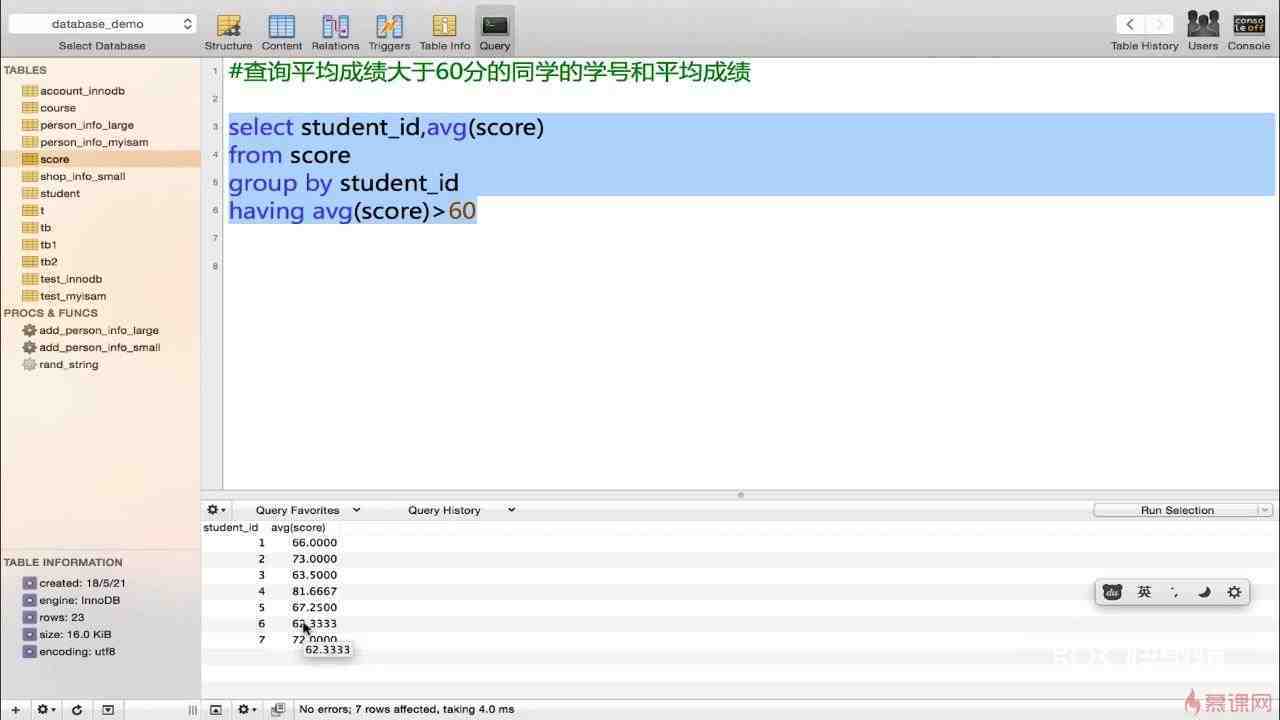 database_demo
Select Database
Structure
Content
Relations
Triggers
Table Info
Query
Table History
Users
conso
le off
Console
TABLES
account_innodb
course
person_info_large
person_info_myisam
score
shop_info_small
student
t
tb
tb1
tb2
test_innodb
test_myisam
PROCS & FUNCS
add_person_info_large
add_person_info_small
rand_string
1 #查询平均成绩大于60分的同学的学号和平均成绩
2
3 select student_id,avg(score)
4 from score
5 group by student_id
6 having avg(score)>60
7
8
Query Favorites
Query History
Run Selection
student_id avg(score)
1 66.0000
2 73.0000
3 63.5000
4 81.6667
5 67.2500
6 62.3333
7 72.0000
62.3333
TABLE INFORMATION
created: 18/5/21
engine: InnoDB
rows: 23
size: 16.0 KiB
encoding: utf8
du 英
No errors; 7 rows affected, taking 4.0 ms
慕课网